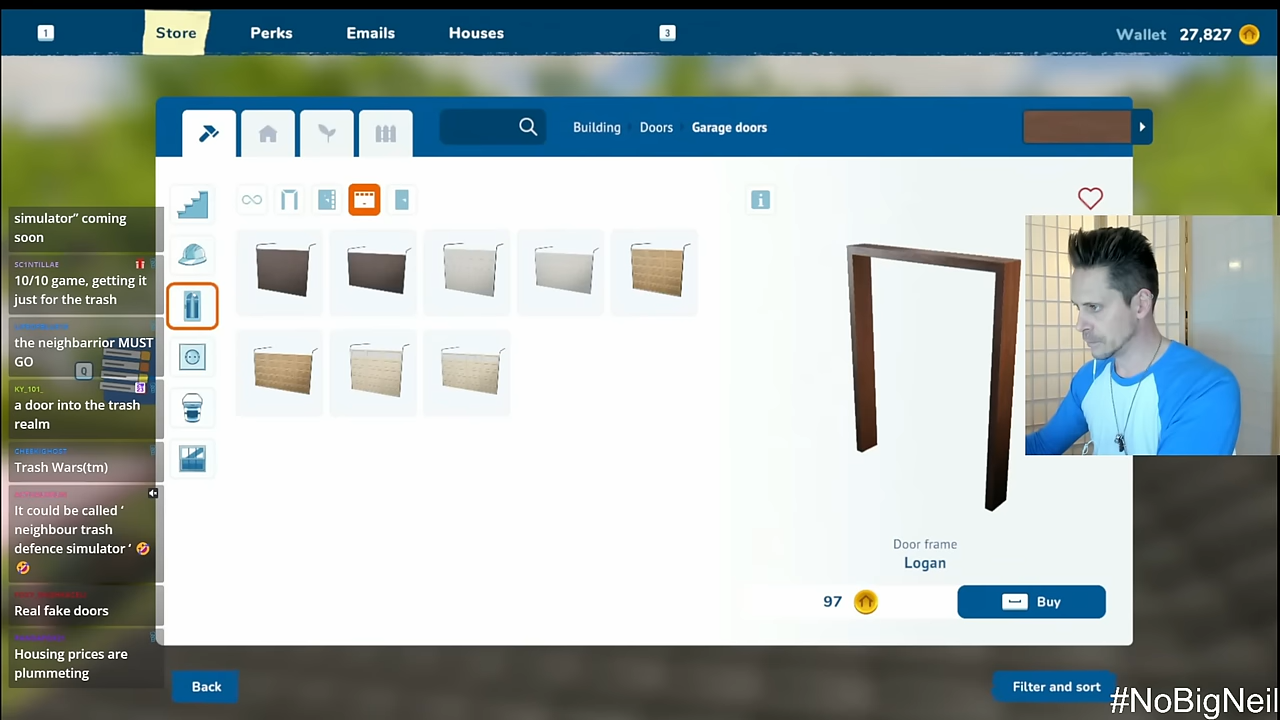 1
Store
Perks
Emails
Houses
3
Wallet 27,827
Building
Doors
Garage doors
simulator” coming
soon
SC1NTILLAE
10/10 game, getting it
just for the trash
the neighbarrior MUST
GO
Q
KY_101_
a door into the trash
realm
CHEEKIGHOST
Trash Wars(tm)
It could be called ‘
neighbour trash
defence simulator ‘ 🤣
🤣
Real fake doors
Housing prices are
plummeting
Door frame
Logan
97
Buy
Back
Filter and sort
#NoBigNeil